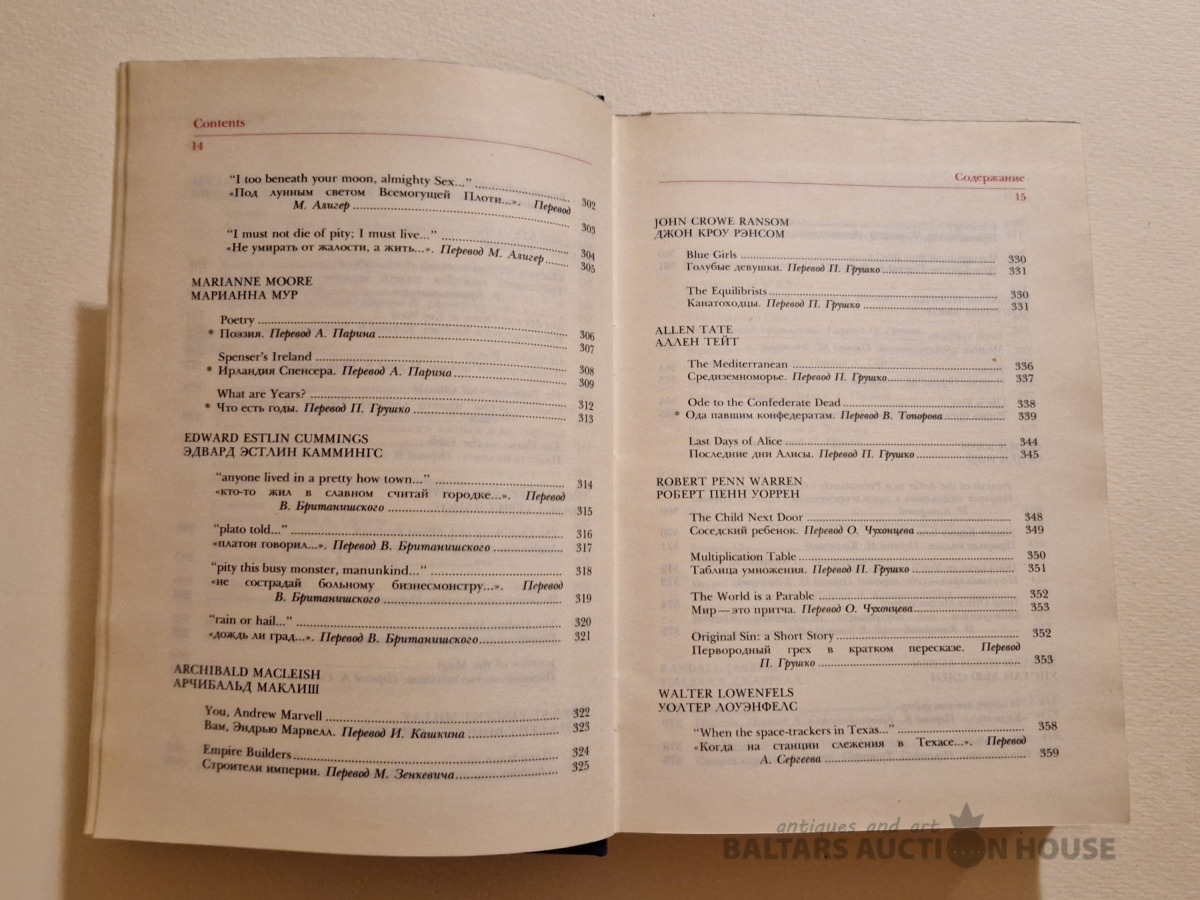 Contents
14
"I too beneath your moon, almighty Sex..." 302
«Под лунным светом Всемогущей Плоти...». Перевод
М. Алигер 303
"I must not die of pity; I must live..." 304
«Не умирать от жалости, а жить...». Перевод М. Алигер 305
MARIANNE MOORE
МАРИАННА МУР
Poetry 306
* Поэзия. Перевод А. Парина 307
Spenser's Ireland 308
* Ирландия Спенсера. Перевод А. Парина 309
What are Years? 312
* Что есть годы. Перевод П. Грушко 313
EDWARD ESTLIN CUMMINGS
ЭДВАРД ЭСТЛИН КАММИНГС
"anyone lived in a pretty how town..." 314
«кто-то жил в славном считай городке...». Перевод
В. Британишского 315
"plato told..." 316
«платон говорил...». Перевод В. Британишского 317
"pity this busy monster, manunkind..." 318
«не сострадай больному бизнесмонстру...». Перевод
В. Британишского 319
"rain or hail..." 320
«дождь ли град...». Перевод В. Британишского 321
ARCHIBALD MACLEISH
АРЧИБАЛЬД МАКЛИШ
You, Andrew Marvell 322
Вам, Эндрью Марвелл. Перевод И. Кашкина 323
Empire Builders 324
Строители империи. Перевод М. Зенкевича 325
Содержание
15
JOHN CROWE RANSOM
ДЖОН КРОУ РЭНСОМ
Blue Girls 330
Голубые девушки. Перевод П. Грушко 331
The Equilibrists 330
Канатоходцы. Перевод П. Грушко 331
ALLEN TATE
АЛЛЕН ТЕЙТ
The Mediterranean 336
Средиземноморье. Перевод П. Грушко 337
Ode to the Confederate Dead 338
* Ода павшим конфедератам. Перевод В. Топорова 339
Last Days of Alice 344
Последние дни Алисы. Перевод П. Грушко 345
ROBERT PENN WARREN
РОБЕРТ ПЕНН УОРРЕН
The Child Next Door 348
Соседский ребенок. Перевод О. Чухонцева 349
Multiplication Table 350
Таблица умножения. Перевод П. Грушко 351
The World is a Parable 352
Мир — это притча. Перевод О. Чухонцева 353
Original Sin: a Short Story 352
Первородный грех в кратком пересказе. Перевод
П. Грушко 353
WALTER LOWENFELS
УОЛТЕР ЛОУЭНФЕЛС
"When the space-trackers in Texas..." 358
«Когда на станции слежения в Техасе...». Перевод
А. Сергеева 359
antiques and art
BALTARS AUCTION HOUSE